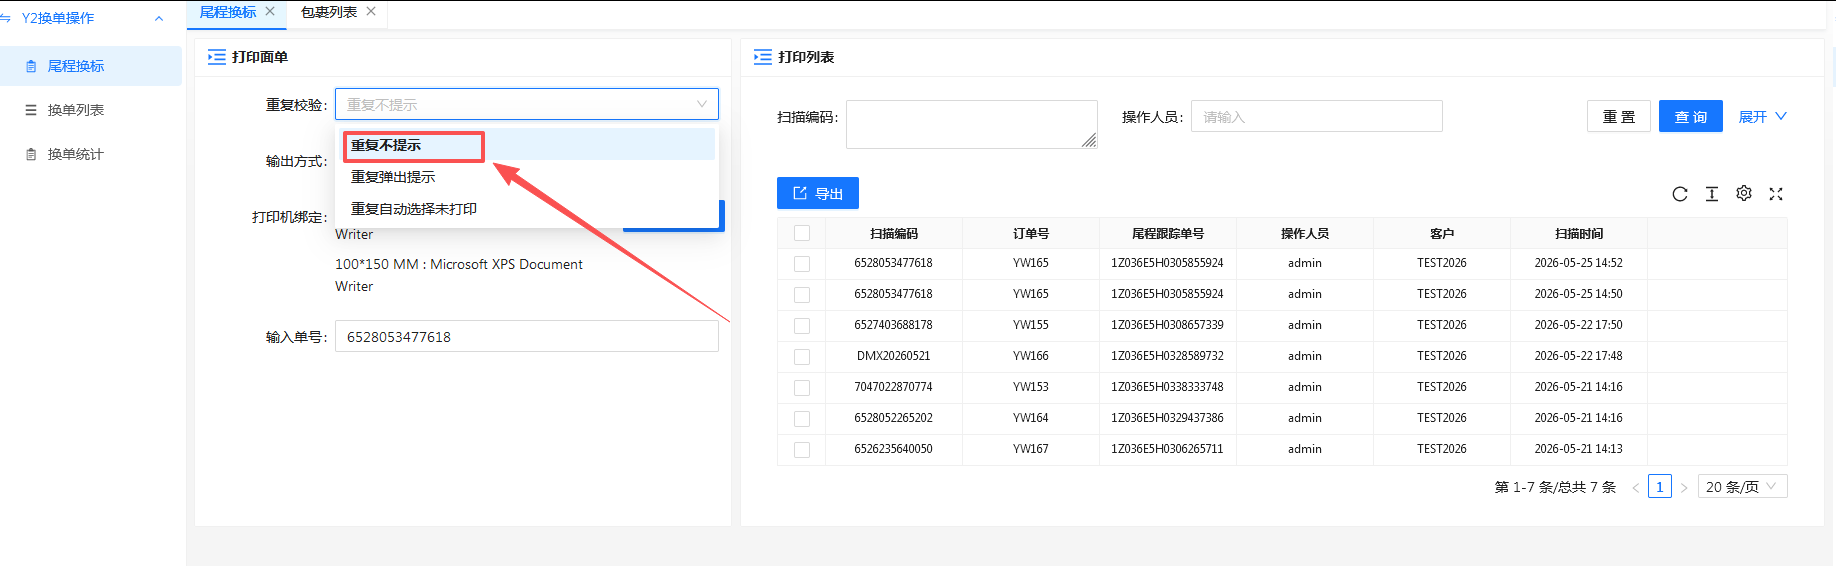 Y2换单操作
尾程换标
换单列表
换单统计
尾程换标
包裹列表
打印面单
重复校验:
重复不提示
重复不提示
重复弹出提示
重复自动选择未打印
输出方式:
打印机绑定:
Writer
100*150 MM : Microsoft XPS Document
Writer
输入单号:
6528053477618
打印列表
扫描编码:
操作人员:
请输入
重 置
查 询
展开
导出
扫描编码 订单号 尾程跟踪单号 操作人员 客户 扫描时间
6528053477618 YW165 1Z036E5H0305855924 admin TEST2026 2026-05-25 14:52
6528053477618 YW165 1Z036E5H0305855924 admin TEST2026 2026-05-25 14:50
6527403688178 YW155 1Z036E5H0308657339 admin TEST2026 2026-05-22 17:50
DMX20260521 YW166 1Z036E5H0328589732 admin TEST2026 2026-05-22 17:48
7047022870774 YW153 1Z036E5H0338333748 admin TEST2026 2026-05-21 14:16
6528052265202 YW164 1Z036E5H0329437386 admin TEST2026 2026-05-21 14:16
6526235640050 YW167 1Z036E5H0306265711 admin TEST2026 2026-05-21 14:13
第 1-7 条/总共 7 条
1
20 条/页